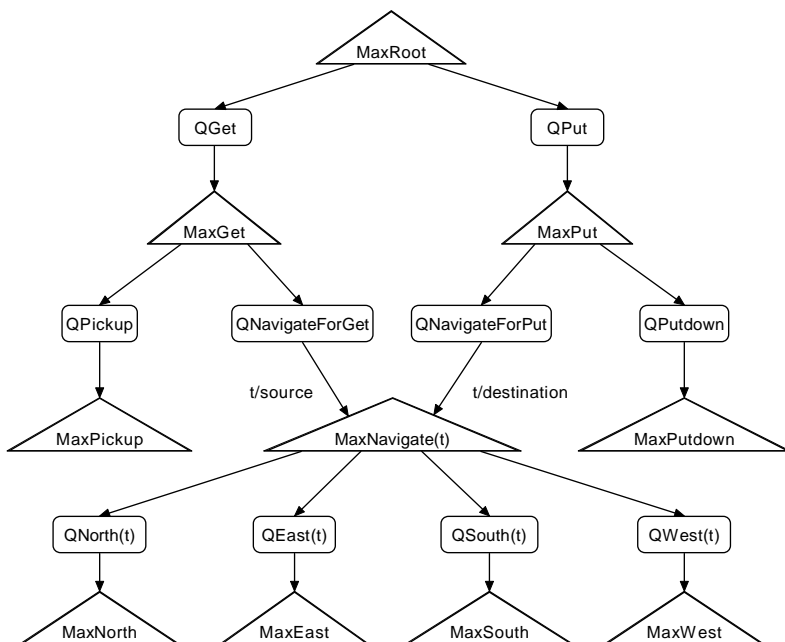 MaxRoot
QGet
QPut
MaxGet
MaxPut
QPickup
QNavigateForGet
QNavigateForPut
QPutdown
t/source
t/destination
MaxPickup
MaxNavigate(t)
MaxPutdown
QNorth(t)
QEast(t)
QSouth(t)
QWest(t)
MaxNorth
MaxEast
MaxSouth
MaxWest